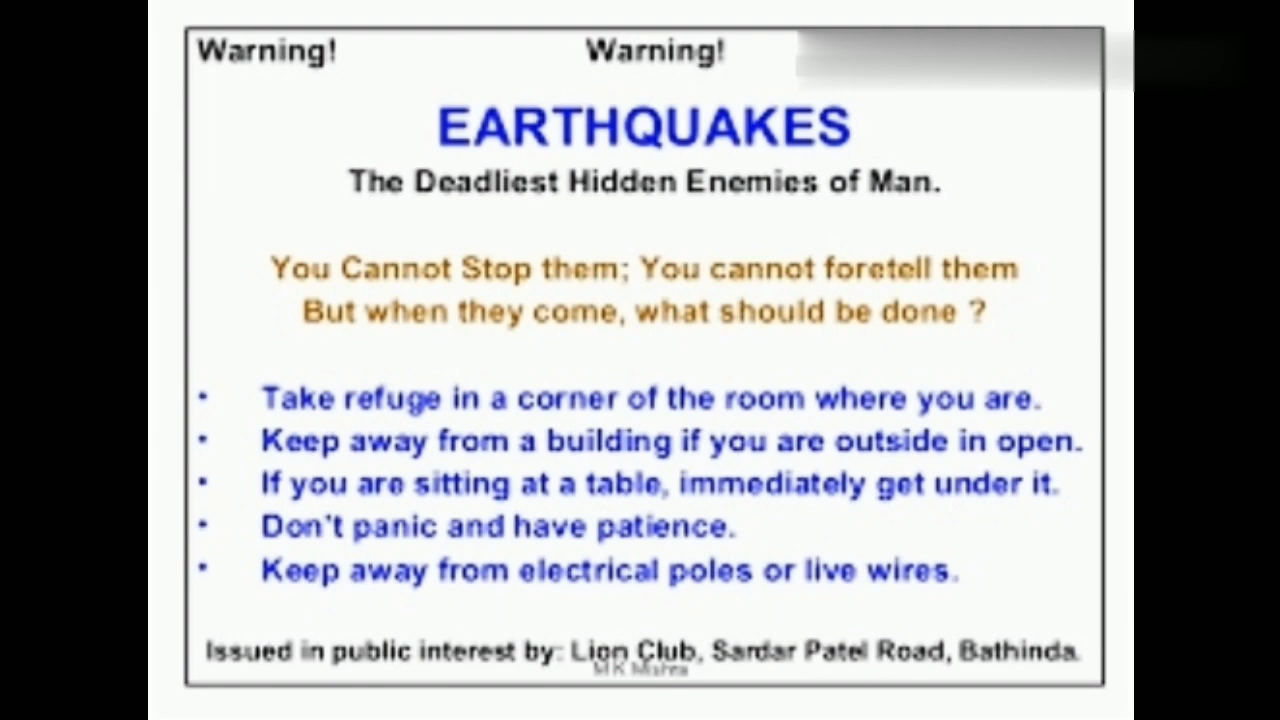 Warning! Warning!
EARTHQUAKES
The Deadliest Hidden Enemies of Man.
You Cannot Stop them; You cannot foretell them
But when they come, what should be done ?
• Take refuge in a corner of the room where you are.
• Keep away from a building if you are outside in open.
• If you are sitting at a table, immediately get under it.
• Don't panic and have patience.
• Keep away from electrical poles or live wires.
Issued in public interest by: Lion Club, Sardar Patel Road, Bathinda.